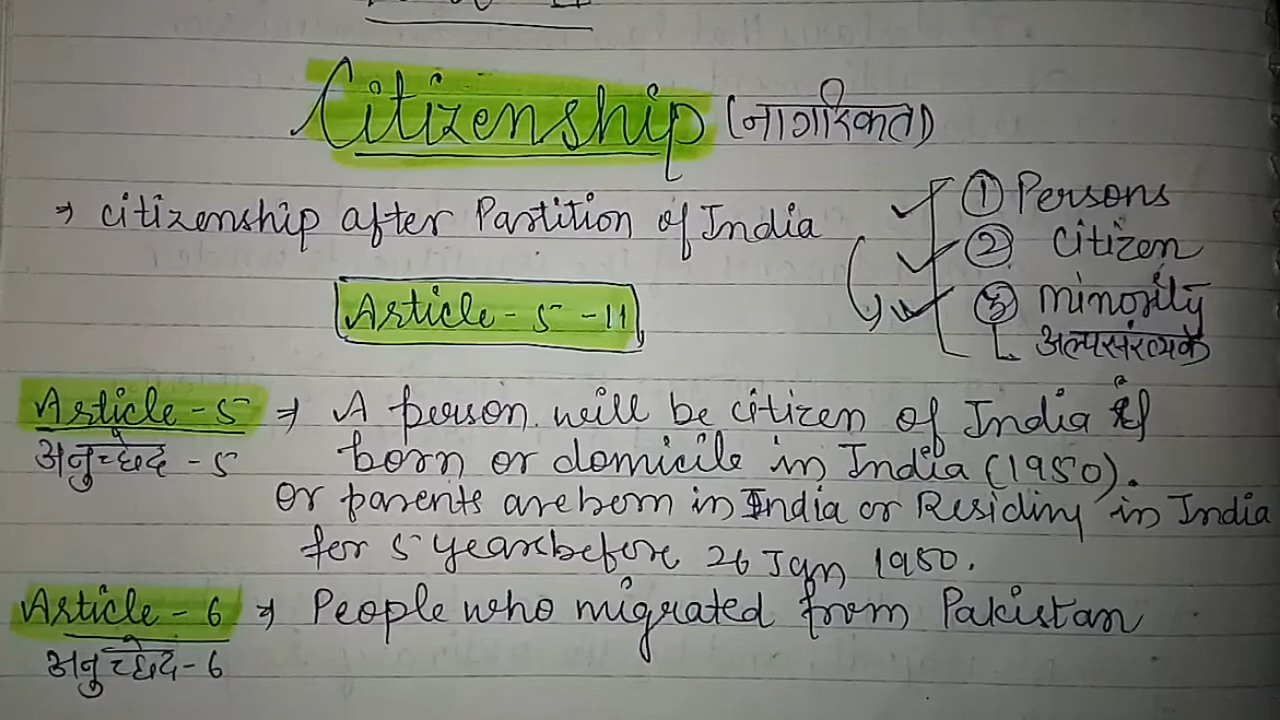 Citizenship (नागरिकता)
⇒ citizenship after Partition of India
① Persons
② Citizen
③ minority
अल्पसंख्यक
Article - 5 - 11
Article - 5 ⇒ A person will be citizen of India if
अनुच्छेद - 5 born or domicile in India (1950).
or parents are born in India or Residing in India
for 5 years before 26 Jan 1950.
Article - 6 ⇒ People who migrated from Pakistan
अनुच्छेद - 6